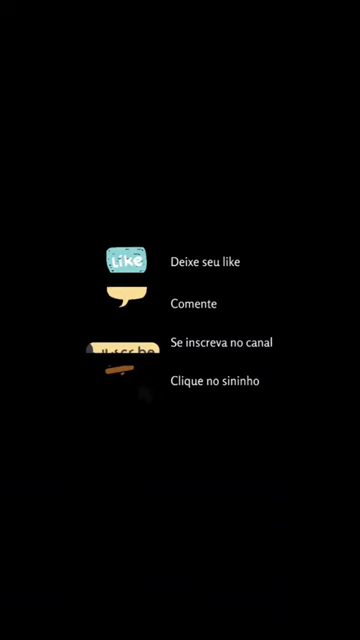 Like
Deixe seu like
Comente
Se inscreva no canal
Clique no sininho